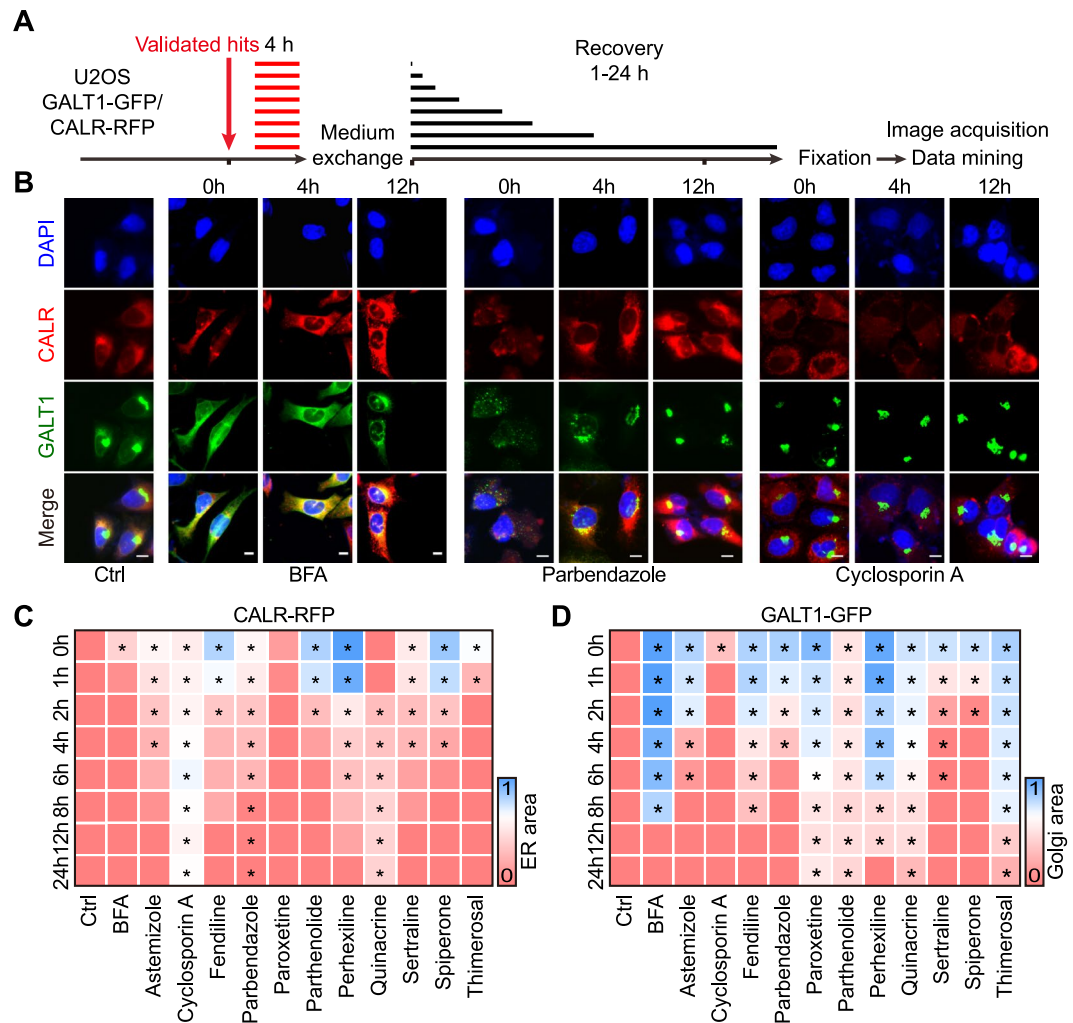 A
Validated hits 4 h
U2OS
GALT1-GFP/
CALR-RFP
Medium
exchange
Recovery
1-24 h
Fixation
Image acquisition
Data mining
B
0h 4h 12h 0h 4h 12h 0h 4h 12h
DAPI
CALR
GALT1
Merge
Ctrl BFA Parbendazole Cyclosporin A
C
CALR-RFP
0h * * * * * * * * * * *
1h * * * * * * * * *
2h * * * * * * * * * *
4h * * * * * * *
6h * * * *
8h * * *
12h * * *
24h * * *
1
0
ER area
Ctrl
BFA
Astemizole
Cyclosporin A
Fendiline
Parbendazole
Paroxetine
Parthenolide
Perhexiline
Quinacrine
Sertraline
Spiperone
Thimerosal
D
GALT1-GFP
0h * * * * * * * * * * * *
1h * * * * * * * * * * *
2h * * * * * * * * * * *
4h * * * * * * * * * *
6h * * * * * * * * *
8h * * * * * * *
12h * * * * *
24h * * * *
1
0
Golgi area
Ctrl
BFA
Astemizole
Cyclosporin A
Fendiline
Parbendazole
Paroxetine
Parthenolide
Perhexiline
Quinacrine
Sertraline
Spiperone
Thimerosal